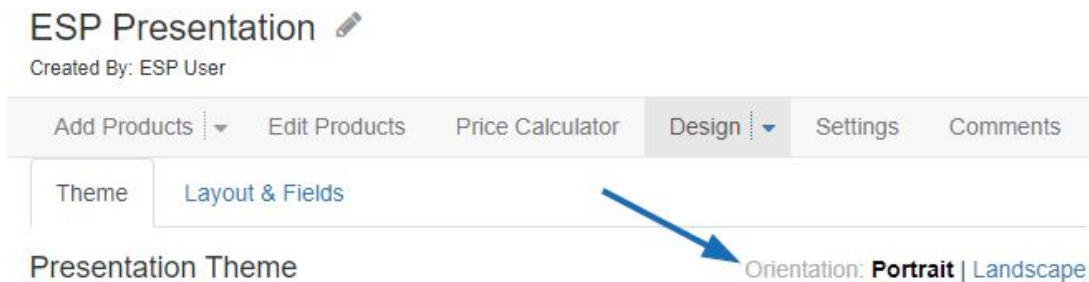 ESP Presentation
Created By: ESP User
Add Products Edit Products Price Calculator Design Settings Comments
Theme Layout & Fields
Presentation Theme Orientation: Portrait | Landscape